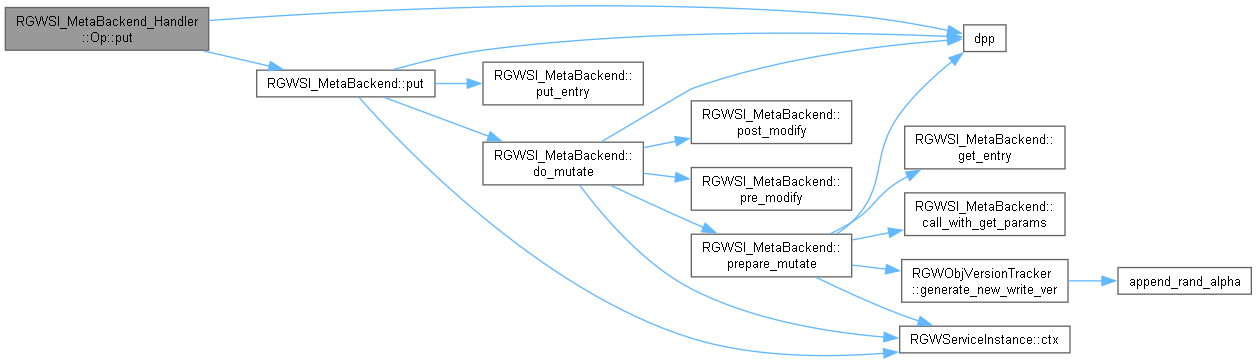 RGWSI_MetaBackend_Handler
::Op::put
RGWSI_MetaBackend::put
dpp
RGWSI_MetaBackend::
put_entry
RGWSI_MetaBackend::
do_mutate
RGWSI_MetaBackend::
post_modify
RGWSI_MetaBackend::
pre_modify
RGWSI_MetaBackend::
prepare_mutate
RGWSI_MetaBackend::
get_entry
RGWSI_MetaBackend::
call_with_get_params
RGWObjVersionTracker
::generate_new_write_ver
append_rand_alpha
RGWServiceInstance::ctx